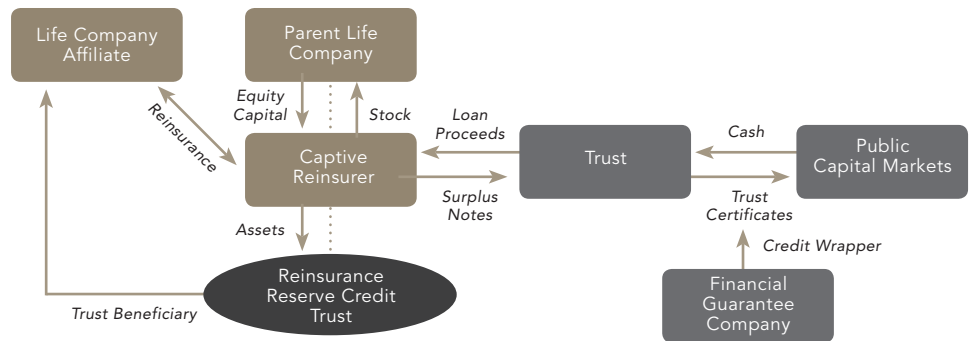 Life Company
Affiliate
Parent Life
Company
Reinsurance
Equity
Capital
Stock
Loan
Proceeds
Cash
Captive
Reinsurer
Trust
Public
Capital Markets
Surplus
Notes
Trust
Certificates
Assets
Credit Wrapper
Reinsurance
Reserve Credit
Trust
Trust Beneficiary
Financial
Guarantee
Company